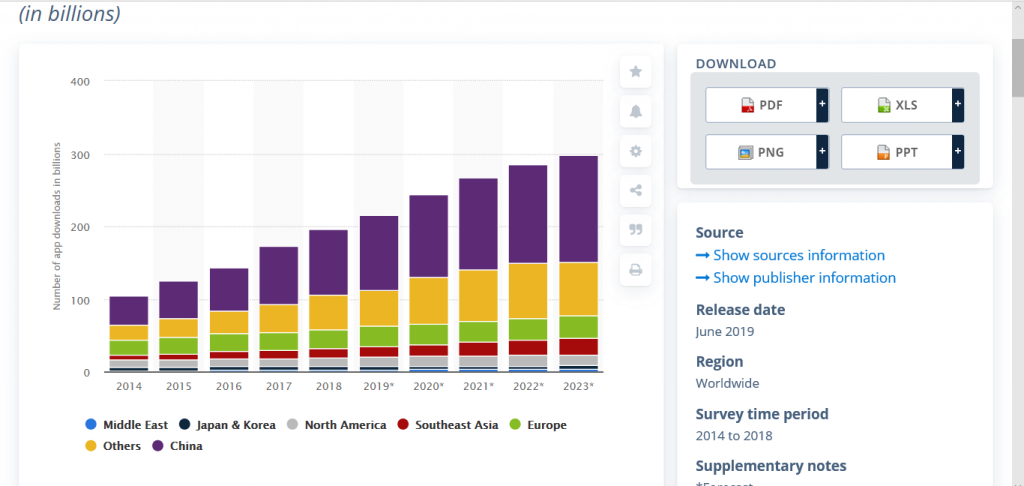 (in billions)
400
300
200
100
0
Number of app downloads in billions
2014 2015 2016 2017 2018 2019* 2020* 2021* 2022* 2023*
Middle East Japan & Korea North America Southeast Asia Europe
Others China
DOWNLOAD
PDF + XLS +
PNG + PPT +
Source
→ Show sources information
→ Show publisher information
Release date
June 2019
Region
Worldwide
Survey time period
2014 to 2018
Supplementary notes